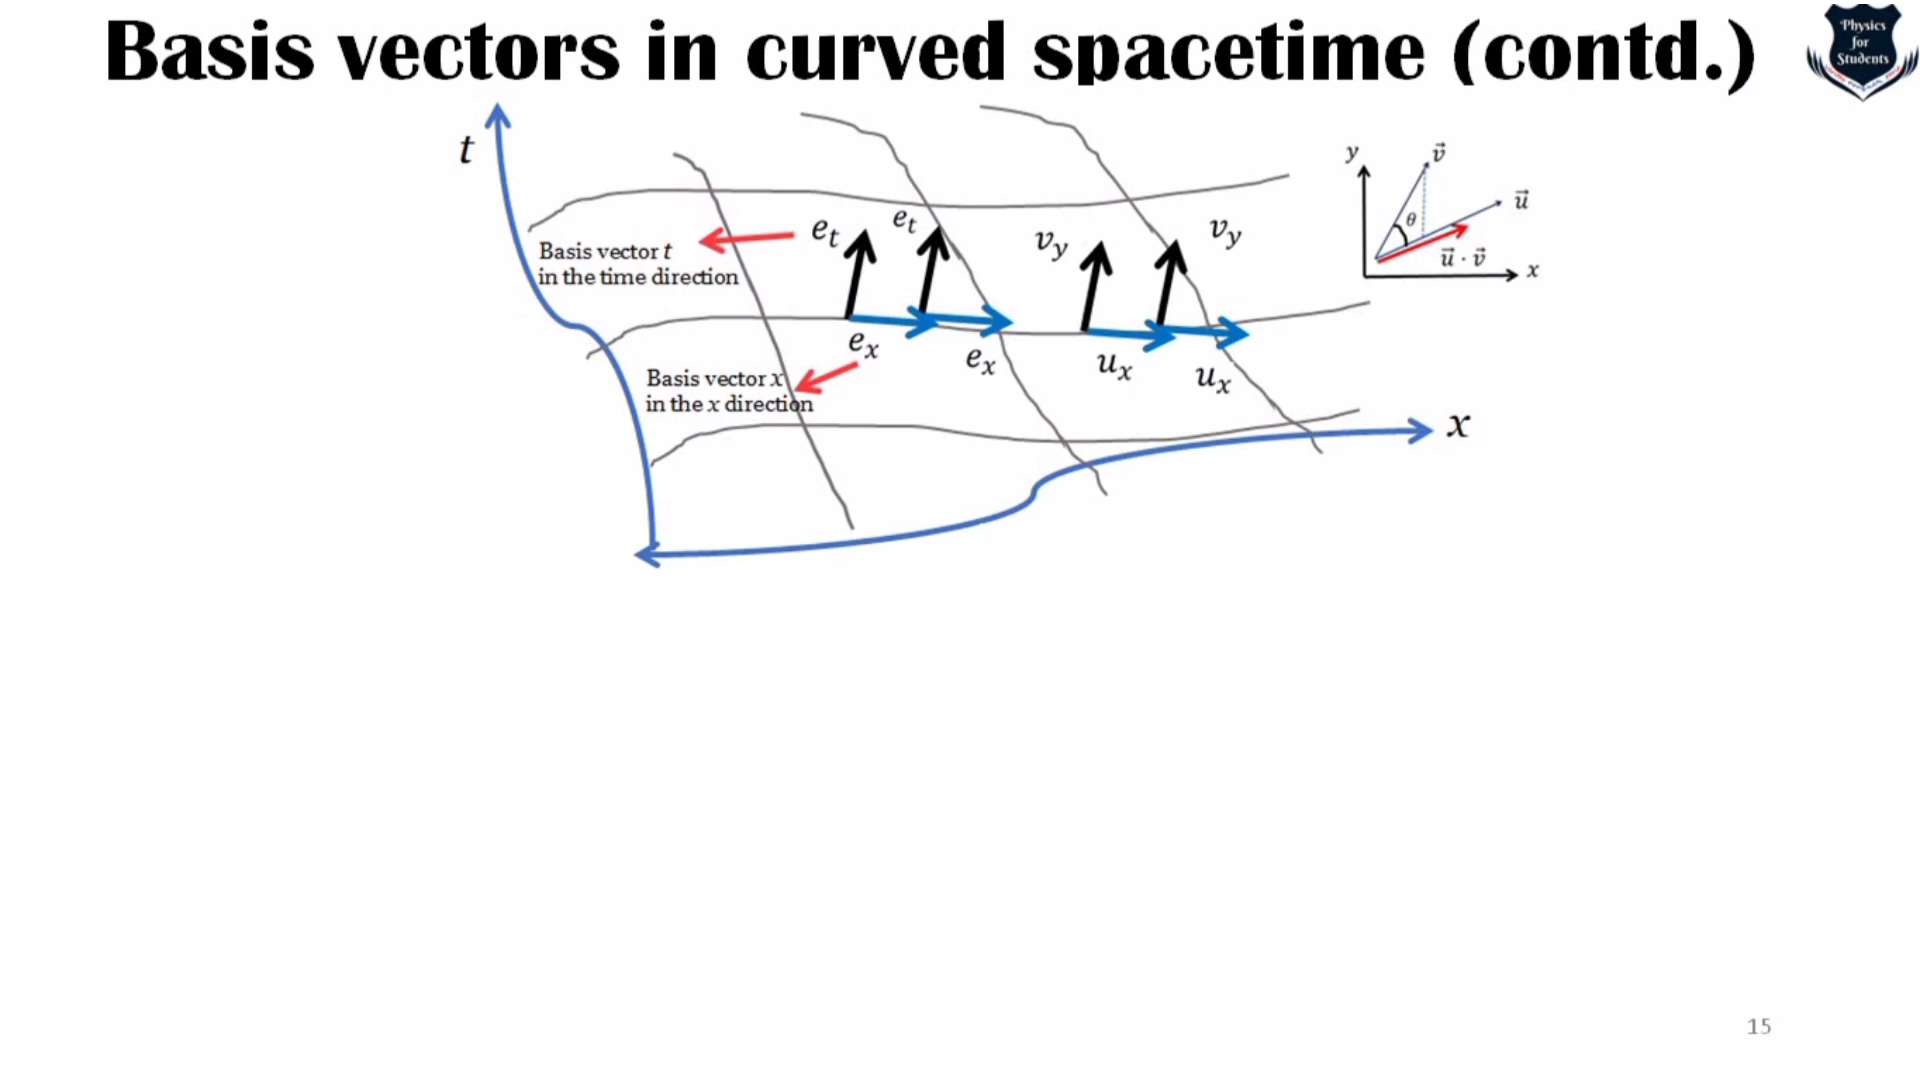 Basis vectors in curved spacetime (contd.)
Physics
for
Students
t
Basis vector t
in the time direction
e_t
e_t
v_y
v_y
e_x
e_x
u_x
u_x
Basis vector x
in the x direction
x
y
v⃗
u⃗
θ
u⃗ · v⃗
x
15